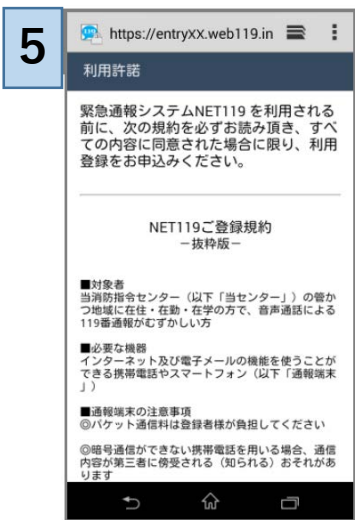 5
https://entryXX.web119.in
利用許諾
緊急通報システムNET119 を利用される
前に、次の規約を必ずお読み頂き、すべ
ての内容に同意された場合に限り、利用
登録をお申込みください。
NET119ご登録規約
－抜粋版－
■対象者
当消防指令センター（以下「当センター」）の管か
つ地域に在住・在勤・在学の方で、音声通話による
119番通報がむずかしい方
■必要な機器
インターネット及び電子メールの機能を使うことが
できる携帯電話やスマートフォン（以下「通報端末
」）
■通報端末の注意事項
◎パケット通信料は登録者様が負担してください
◎暗号通信ができない携帯電話を用いる場合、通信
内容が第三者に傍受される（知られる）おそれがあ
ります